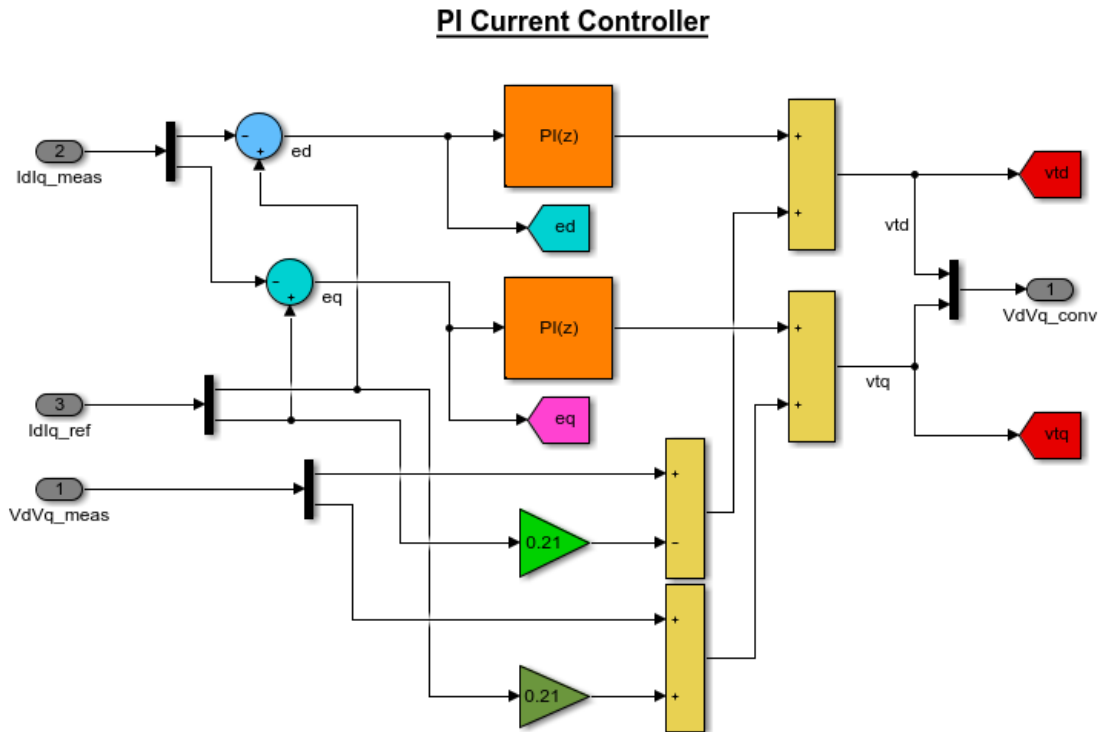 PI Current Controller
2
IdIq_meas
-
+
ed
PI(z)
ed
+
+
vtd
vtd
-
+
eq
PI(z)
eq
+
+
vtq
1
VdVq_conv
vtq
3
IdIq_ref
1
VdVq_meas
0.21
+
-
0.21
+
+